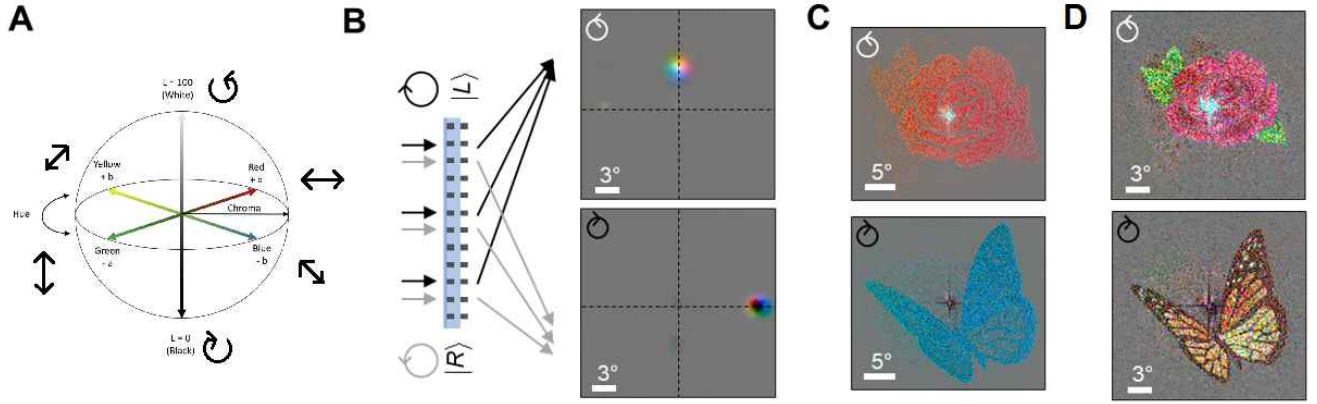 A
L = 100
(White)
Yellow
+ b
Red
+ a
Hue
Chroma
Green
- a
Blue
- b
L = 0
(Black)
B
|L⟩
|R⟩
3°
3°
C
5°
5°
D
3°
3°